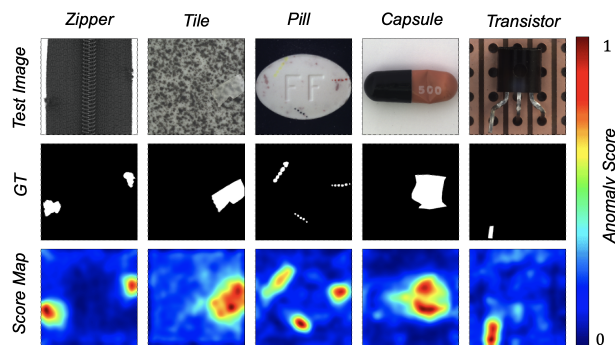 Zipper Tile Pill Capsule Transistor
Test Image
FF
500
GT
Score Map
1
Anomaly Score
0